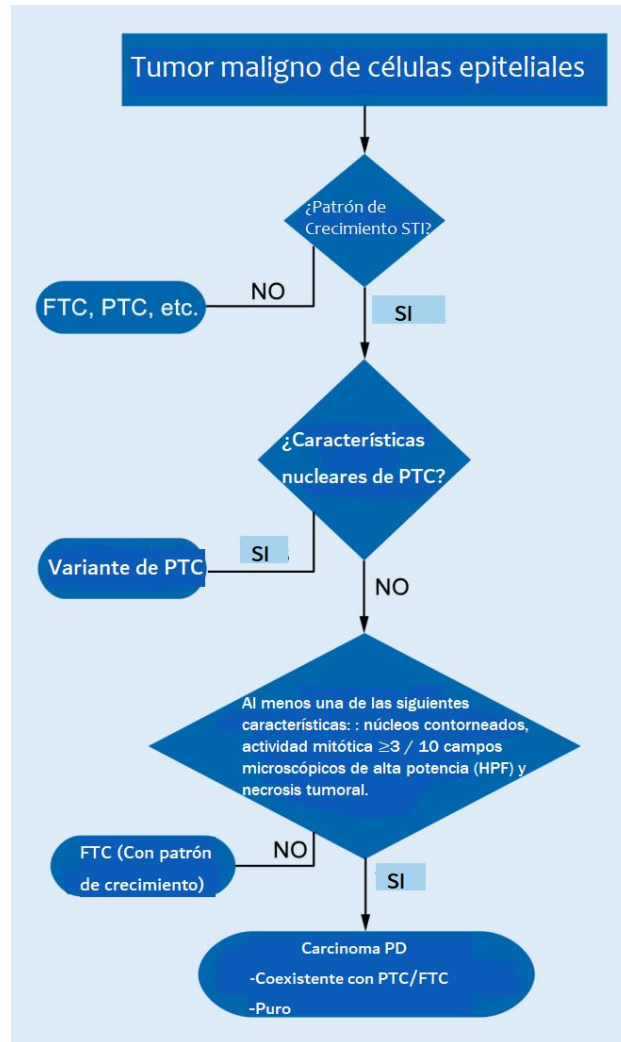 Tumor maligno de células epiteliales
¿Patrón de
Crecimiento STI?
NO
FTC, PTC, etc.
SI
¿Características
nucleares de PTC?
SI
Variante de PTC
NO
Al menos una de las siguientes
características: : núcleos contorneados,
actividad mitótica ≥3 / 10 campos
microscópicos de alta potencia (HPF) y
necrosis tumoral.
NO
FTC (Con patrón
de crecimiento)
SI
Carcinoma PD
-Coexistente con PTC/FTC
-Puro